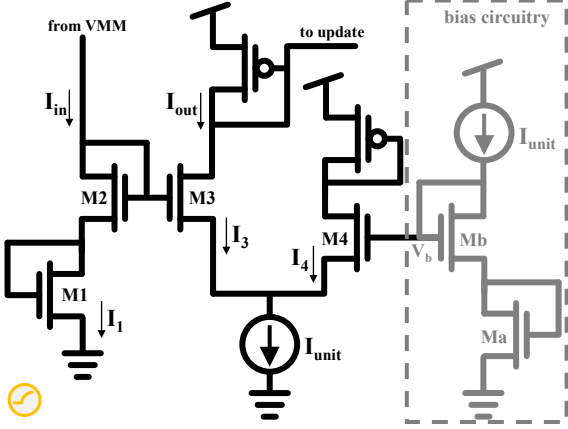 from VMM
to update
bias circuitry
I_in
I_out
I_unit
M2
M3
M4
Mb
V_b
I_3
I_4
M1
I_1
Ma
I_unit